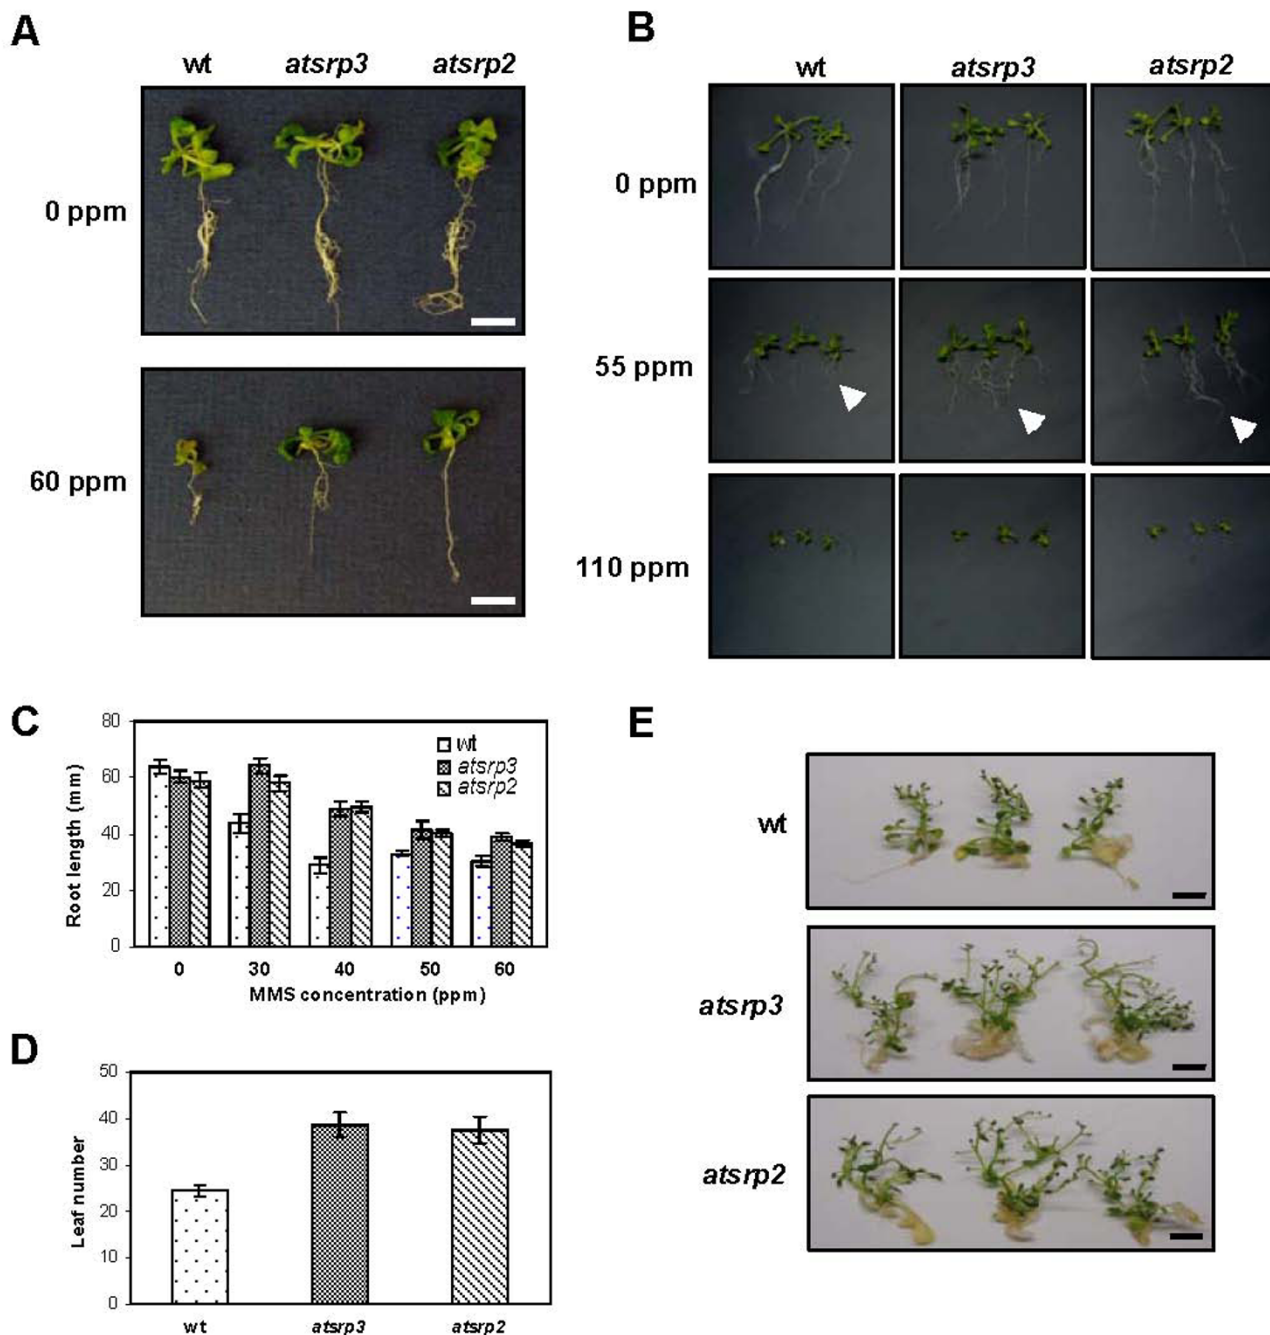 A
wt atsrp3 atsrp2
0 ppm
60 ppm
B
wt atsrp3 atsrp2
0 ppm
55 ppm
110 ppm
C
80
60
40
20
0
Root length (mm)
wt
atsrp3
atsrp2
0 30 40 50 60
MMS concentration (ppm)
D
50
40
30
20
10
0
Leaf number
wt atsrp3 atsrp2
E
wt
atsrp3
atsrp2